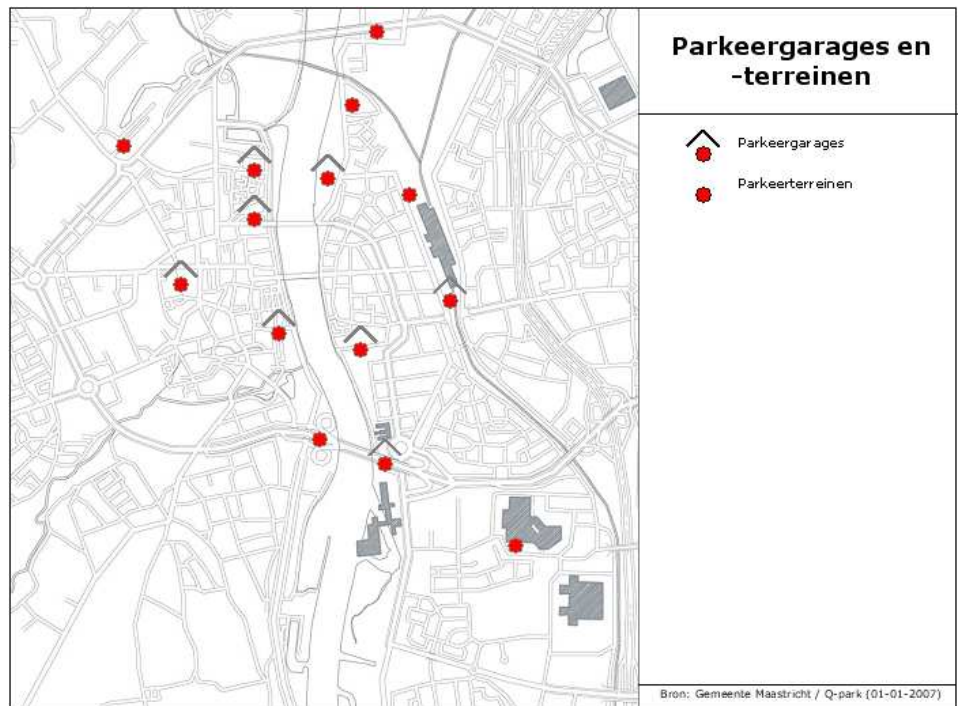 Parkeergarages en
-terreinen
Parkeergarages
Parkeerterreinen
Bron: Gemeente Maastricht / Q-park (01-01-2007)